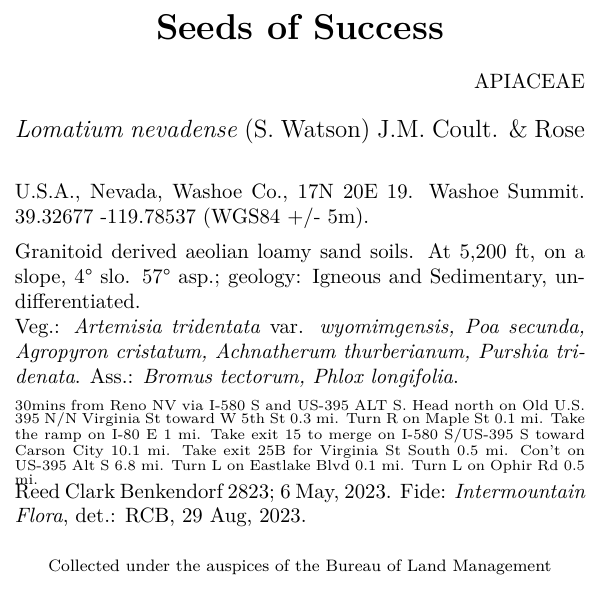 Seeds of Success
APIACEAE
Lomatium nevadense (S. Watson) J.M. Coult. & Rose
U.S.A., Nevada, Washoe Co., 17N 20E 19. Washoe Summit.
39.32677 -119.78537 (WGS84 +/- 5m).
Granitoid derived aeolian loamy sand soils. At 5,200 ft, on a
slope, 4° slo. 57° asp.; geology: Igneous and Sedimentary, un-
differentiated.
Veg.: Artemisia tridentata var. wyomimgensis, Poa secunda,
Agropyron cristatum, Achnatherum thurberianum, Purshia tri-
denata. Ass.: Bromus tectorum, Phlox longifolia.
30mins from Reno NV via I-580 S and US-395 ALT S. Head north on Old U.S.
395 N/N Virginia St toward W 5th St 0.3 mi. Turn R on Maple St 0.1 mi. Take
the ramp on I-80 E 1 mi. Take exit 15 to merge on I-580 S/US-395 S toward
Carson City 10.1 mi. Take exit 25B for Virginia St South 0.5 mi. Con't on
US-395 Alt S 6.8 mi. Turn L on Eastlake Blvd 0.1 mi. Turn L on Ophir Rd 0.5
mi.
Reed Clark Benkendorf 2823; 6 May, 2023. Fide: Intermountain
Flora, det.: RCB, 29 Aug, 2023.
Collected under the auspices of the Bureau of Land Management